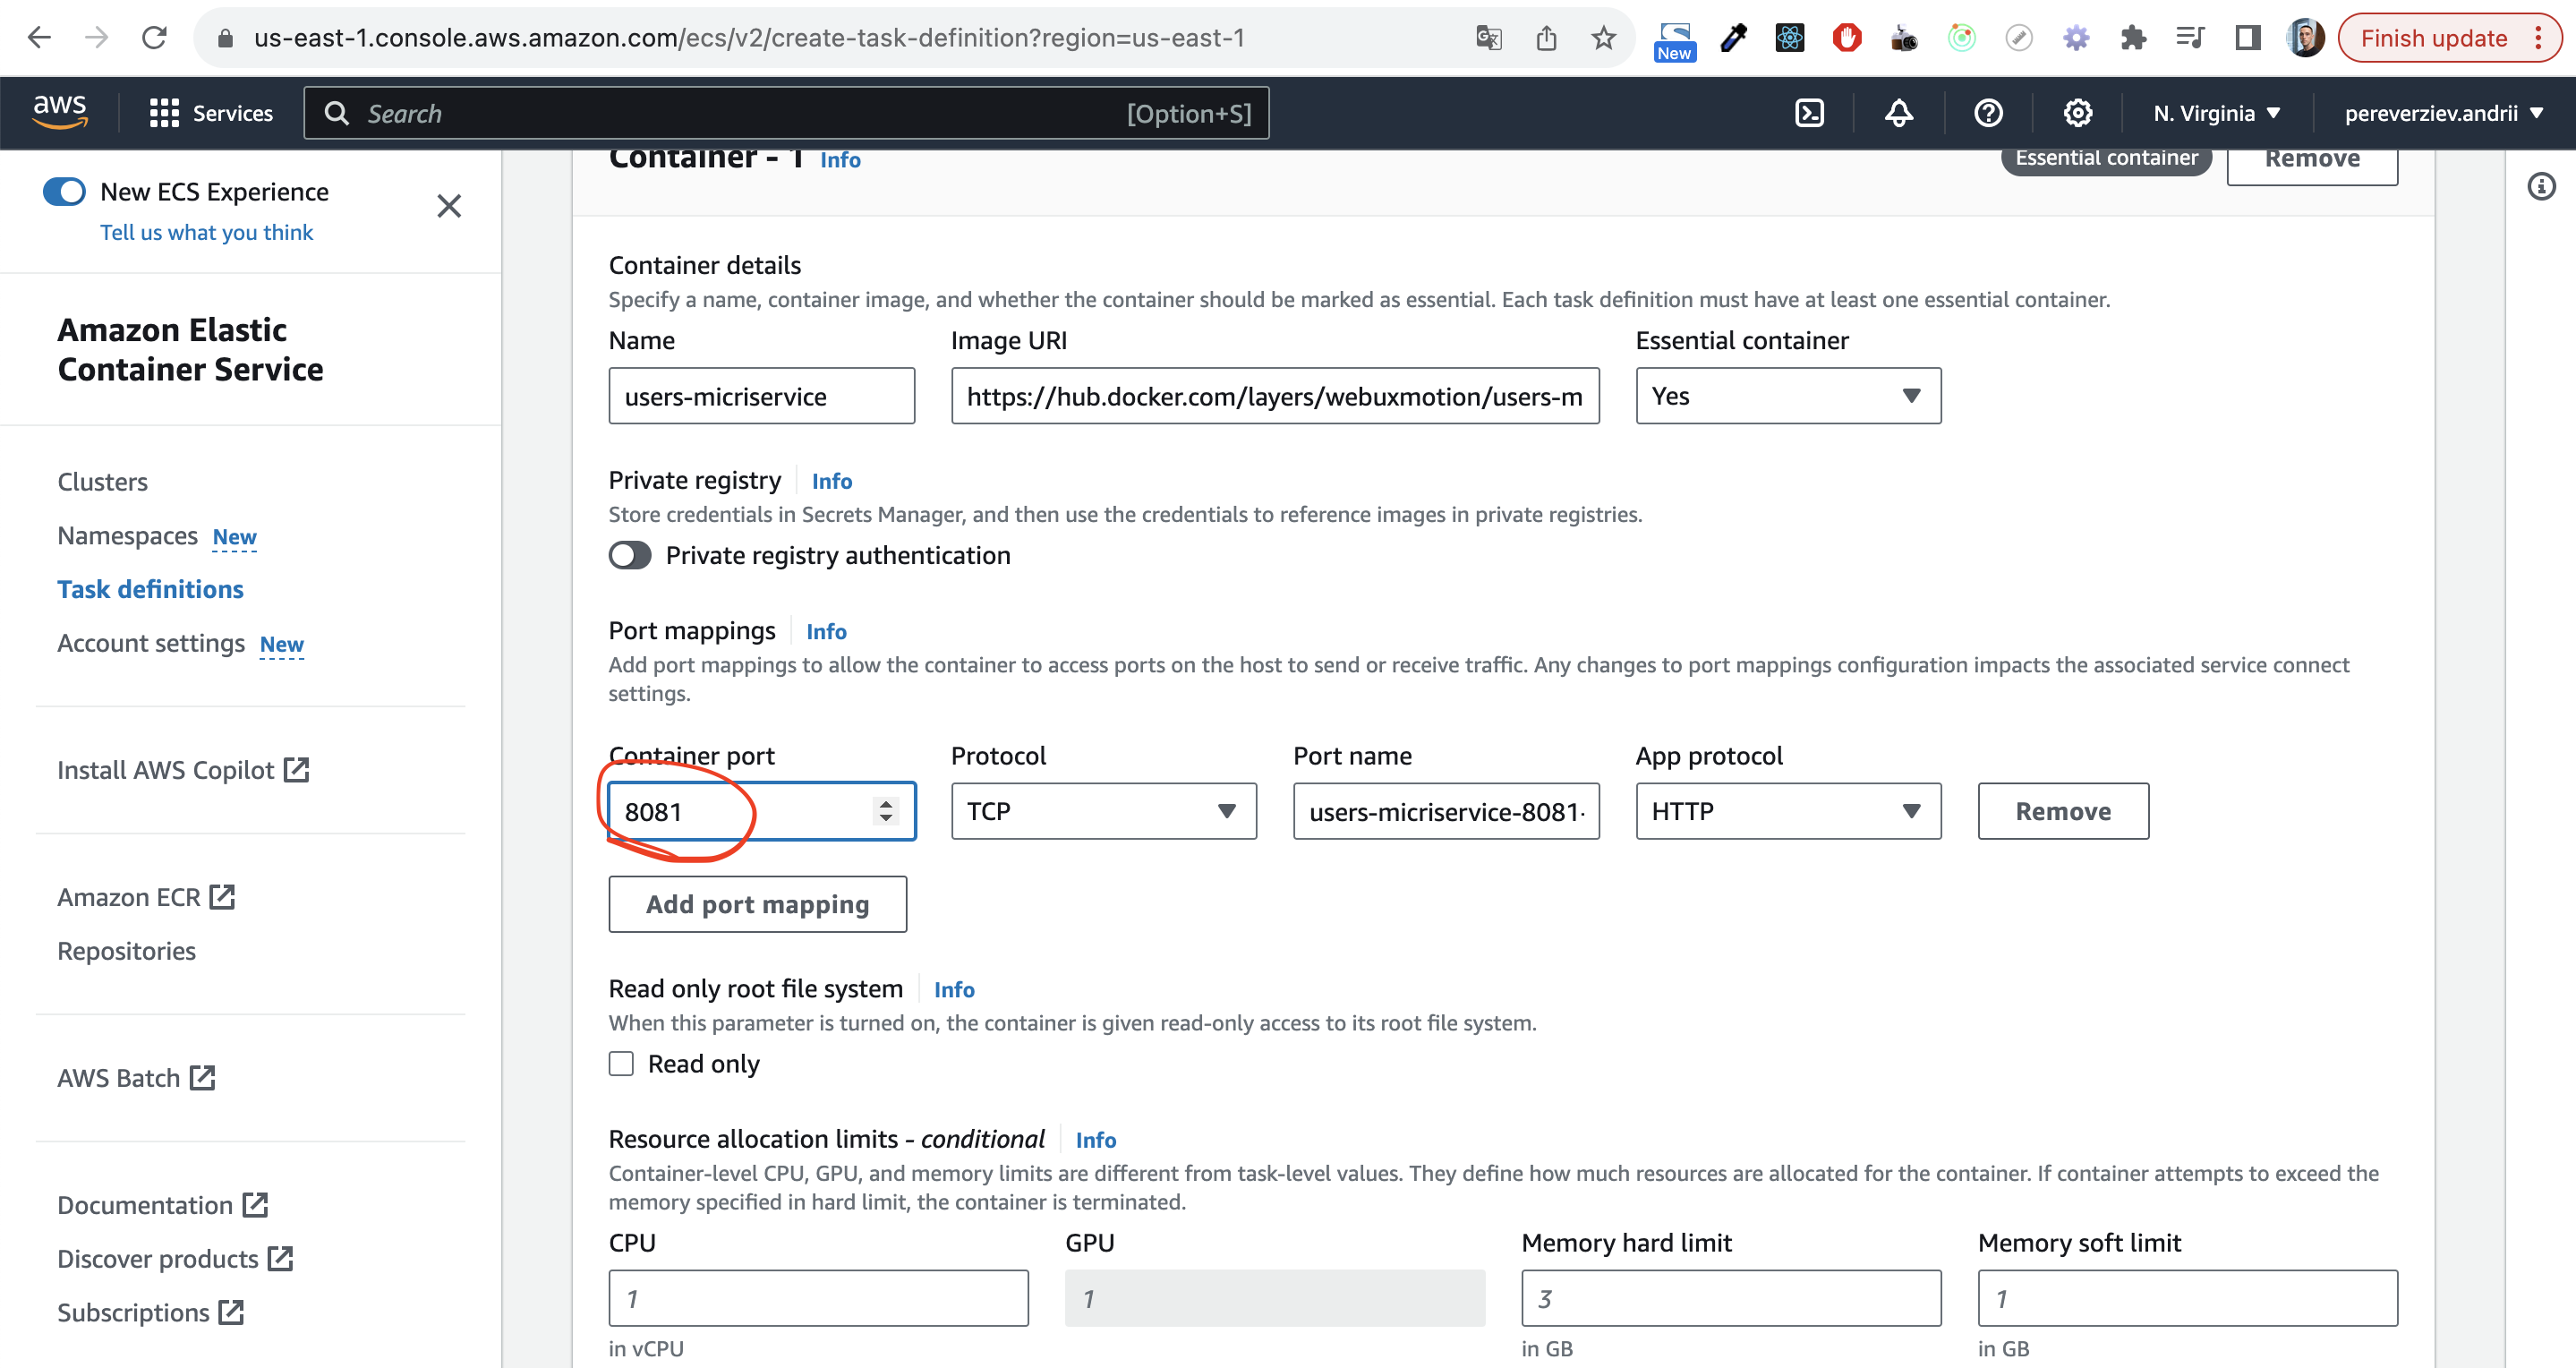 us-east-1.console.aws.amazon.com/ecs/v2/create-task-definition?region=us-east-1
New
Finish update
aws
Services
Search
[Option+S]
N. Virginia
pereverziev.andrii
New ECS Experience
Tell us what you think
Amazon Elastic
Container Service
Clusters
Namespaces New
Task definitions
Account settings New
Install AWS Copilot
Amazon ECR
Repositories
AWS Batch
Documentation
Discover products
Subscriptions
Container - 1 Info
Essential container
Remove
Container details
Specify a name, container image, and whether the container should be marked as essential. Each task definition must have at least one essential container.
Name
Image URI
Essential container
users-micriservice
https://hub.docker.com/layers/webuxmotion/users-m
Yes
Private registry Info
Store credentials in Secrets Manager, and then use the credentials to reference images in private registries.
Private registry authentication
Port mappings Info
Add port mappings to allow the container to access ports on the host to send or receive traffic. Any changes to port mappings configuration impacts the associated service connect
settings.
Container port
Protocol
Port name
App protocol
8081
TCP
users-micriservice-8081-
HTTP
Remove
Add port mapping
Read only root file system Info
When this parameter is turned on, the container is given read-only access to its root file system.
Read only
Resource allocation limits - conditional Info
Container-level CPU, GPU, and memory limits are different from task-level values. They define how much resources are allocated for the container. If container attempts to exceed the
memory specified in hard limit, the container is terminated.
CPU
GPU
Memory hard limit
Memory soft limit
1
1
3
1
in vCPU
in GB
in GB